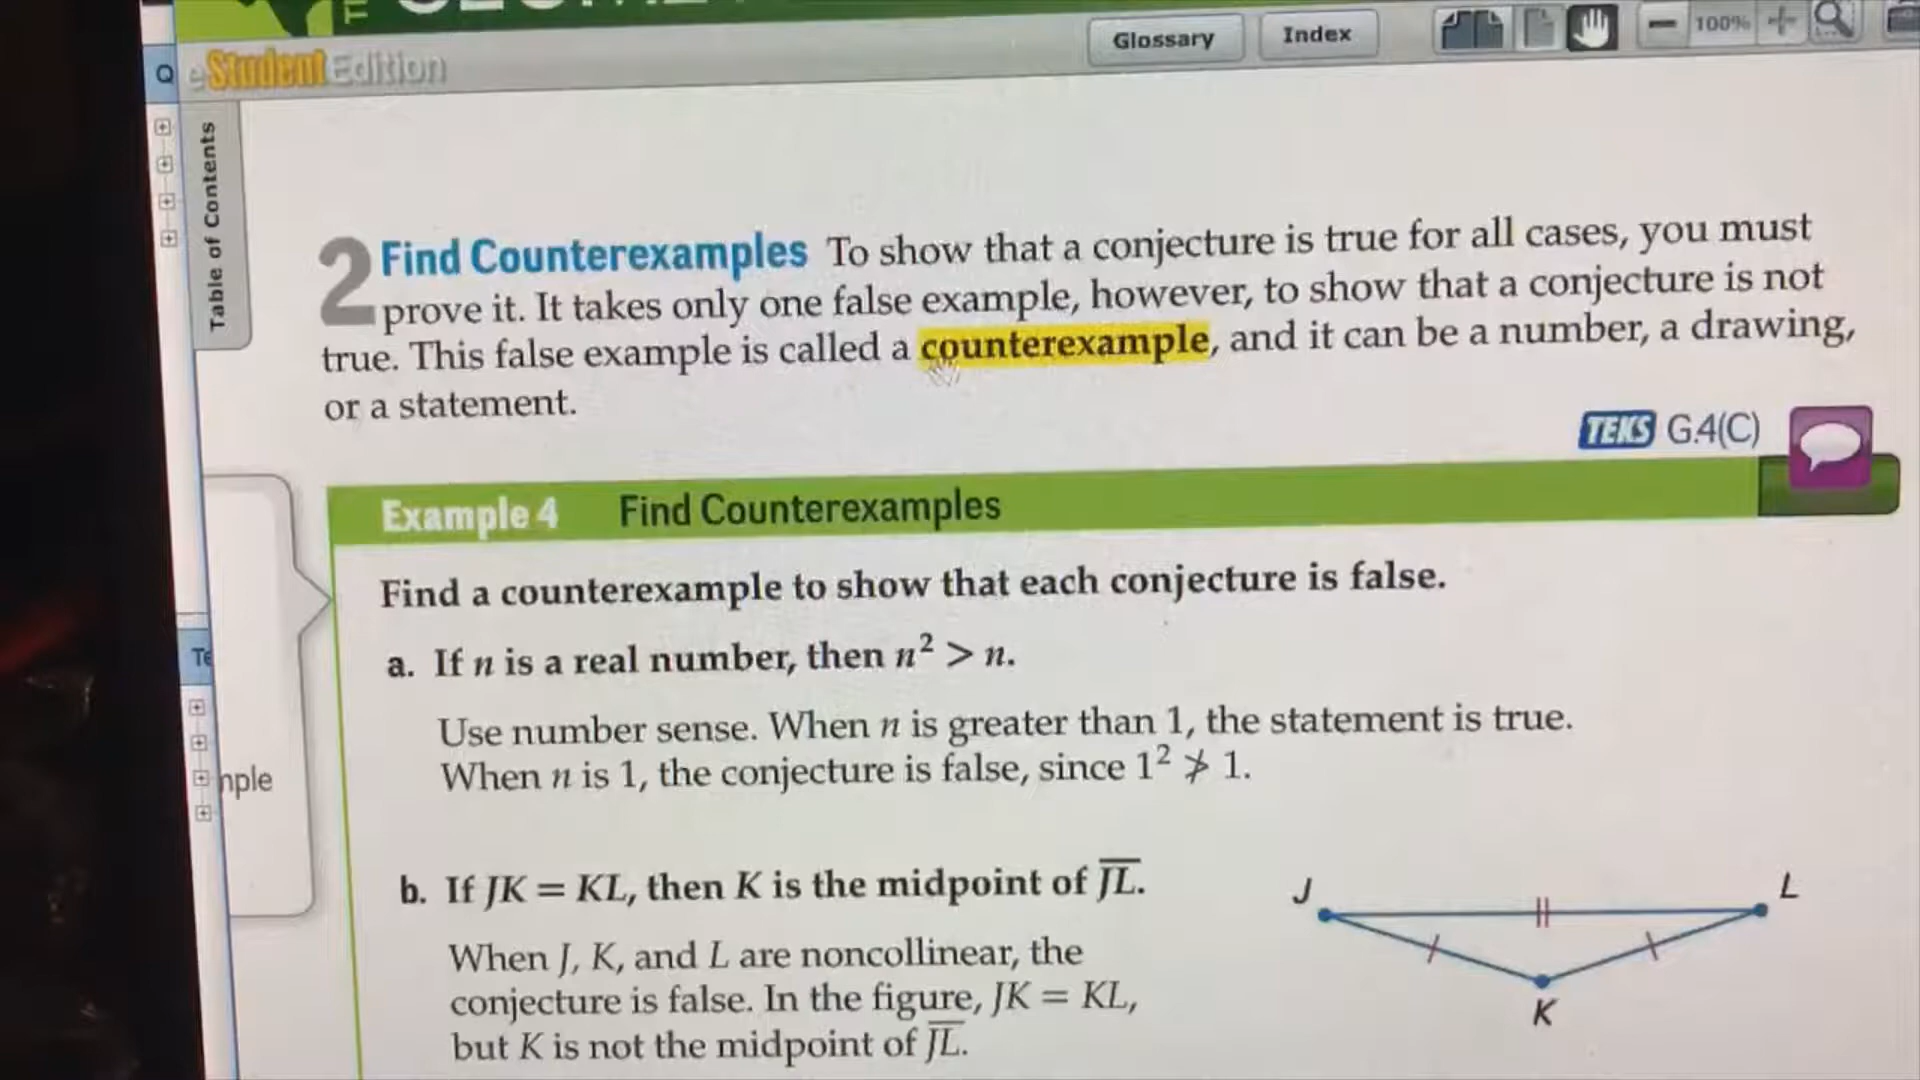 Glossary
Index
100%
eStudent Edition
Table of Contents
2 Find Counterexamples To show that a conjecture is true for all cases, you must
prove it. It takes only one false example, however, to show that a conjecture is not
true. This false example is called a counterexample, and it can be a number, a drawing,
or a statement.
TEKS G.4(C)
Example 4 Find Counterexamples
Find a counterexample to show that each conjecture is false.
a. If n is a real number, then n² > n.
Use number sense. When n is greater than 1, the statement is true.
When n is 1, the conjecture is false, since 1² ≯ 1.
b. If JK = KL, then K is the midpoint of J̅L̅.
When J, K, and L are noncollinear, the
conjecture is false. In the figure, JK = KL,
but K is not the midpoint of J̅L̅.
J
L
K